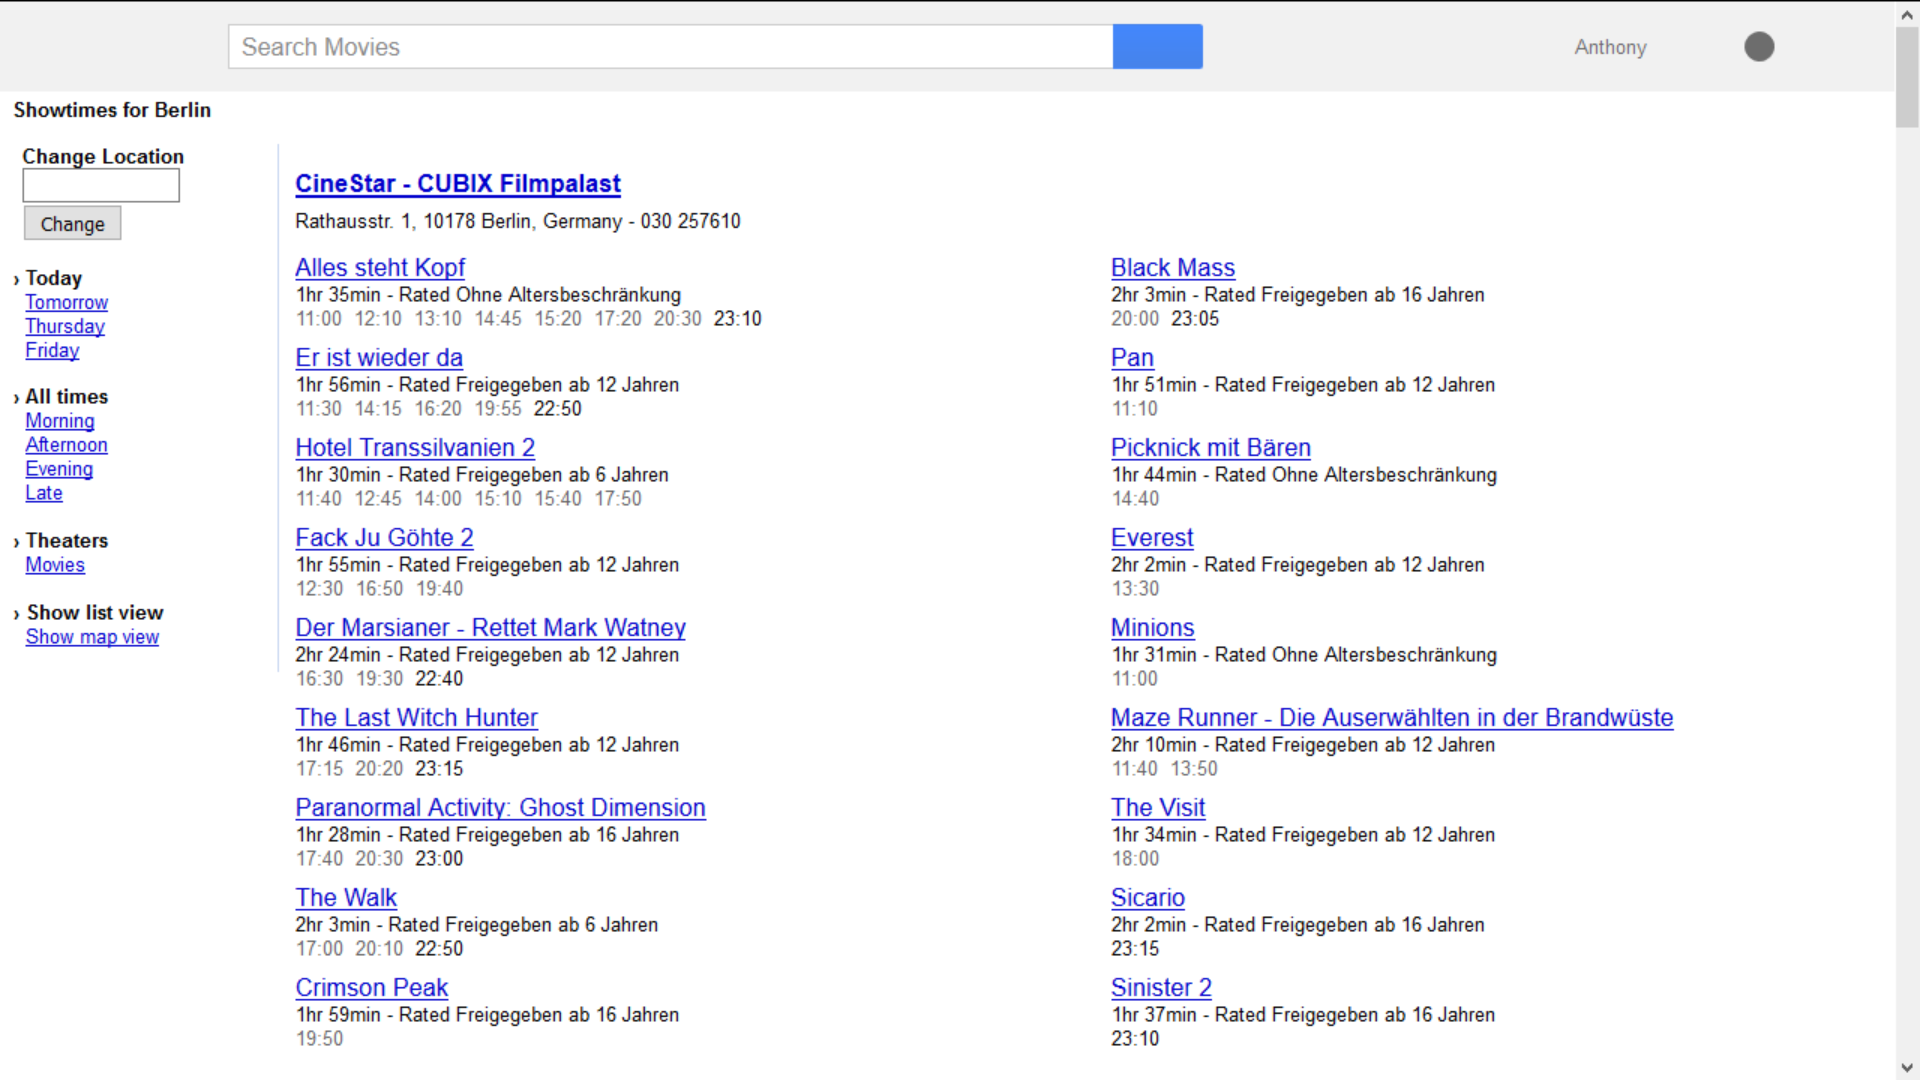 Search Movies
Anthony
Showtimes for Berlin
Change Location
Change
› Today
Tomorrow
Thursday
Friday
› All times
Morning
Afternoon
Evening
Late
› Theaters
Movies
› Show list view
Show map view
CineStar - CUBIX Filmpalast
Rathausstr. 1, 10178 Berlin, Germany - 030 257610
Alles steht Kopf
1hr 35min - Rated Ohne Altersbeschränkung
11:00 12:10 13:10 14:45 15:20 17:20 20:30 23:10
Er ist wieder da
1hr 56min - Rated Freigegeben ab 12 Jahren
11:30 14:15 16:20 19:55 22:50
Hotel Transsilvanien 2
1hr 30min - Rated Freigegeben ab 6 Jahren
11:40 12:45 14:00 15:10 15:40 17:50
Fack Ju Göhte 2
1hr 55min - Rated Freigegeben ab 12 Jahren
12:30 16:50 19:40
Der Marsianer - Rettet Mark Watney
2hr 24min - Rated Freigegeben ab 12 Jahren
16:30 19:30 22:40
The Last Witch Hunter
1hr 46min - Rated Freigegeben ab 12 Jahren
17:15 20:20 23:15
Paranormal Activity: Ghost Dimension
1hr 28min - Rated Freigegeben ab 16 Jahren
17:40 20:30 23:00
The Walk
2hr 3min - Rated Freigegeben ab 6 Jahren
17:00 20:10 22:50
Crimson Peak
1hr 59min - Rated Freigegeben ab 16 Jahren
19:50
Black Mass
2hr 3min - Rated Freigegeben ab 16 Jahren
20:00 23:05
Pan
1hr 51min - Rated Freigegeben ab 12 Jahren
11:10
Picknick mit Bären
1hr 44min - Rated Ohne Altersbeschränkung
14:40
Everest
2hr 2min - Rated Freigegeben ab 12 Jahren
13:30
Minions
1hr 31min - Rated Ohne Altersbeschränkung
11:00
Maze Runner - Die Auserwählten in der Brandwüste
2hr 10min - Rated Freigegeben ab 12 Jahren
11:40 13:50
The Visit
1hr 34min - Rated Freigegeben ab 12 Jahren
18:00
Sicario
2hr 2min - Rated Freigegeben ab 16 Jahren
23:15
Sinister 2
1hr 37min - Rated Freigegeben ab 16 Jahren
23:10